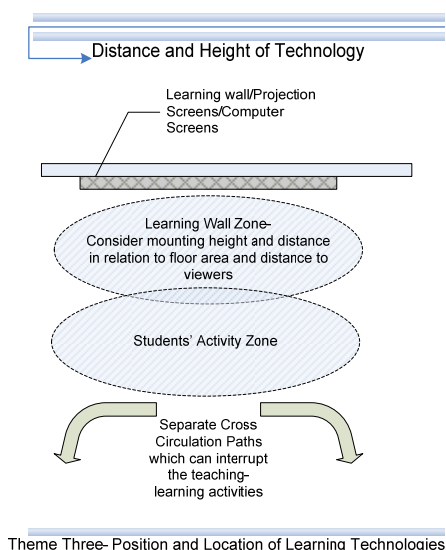 Distance and Height of Technology
Learning wall/Projection
Screens/Computer
Screens
Learning Wall Zone-
Consider mounting height and distance
in relation to floor area and distance to
viewers
Students' Activity Zone
Separate Cross
Circulation Paths
which can interrupt
the teaching-
learning activities
Theme Three- Position and Location of Learning Technologies